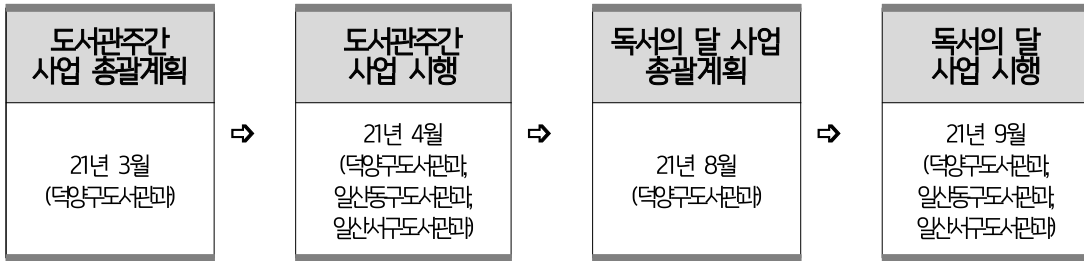 도서관주간
사업 총괄계획
21년 3월
(덕양구도서관과)
⇨
도서관주간
사업 시행
21년 4월
(덕양구도서관과,
일산동구도서관과,
일산서구도서관과)
⇨
독서의 달 사업
총괄계획
21년 8월
(덕양구도서관과)
⇨
독서의 달
사업 시행
21년 9월
(덕양구도서관과,
일산동구도서관과,
일산서구도서관과)